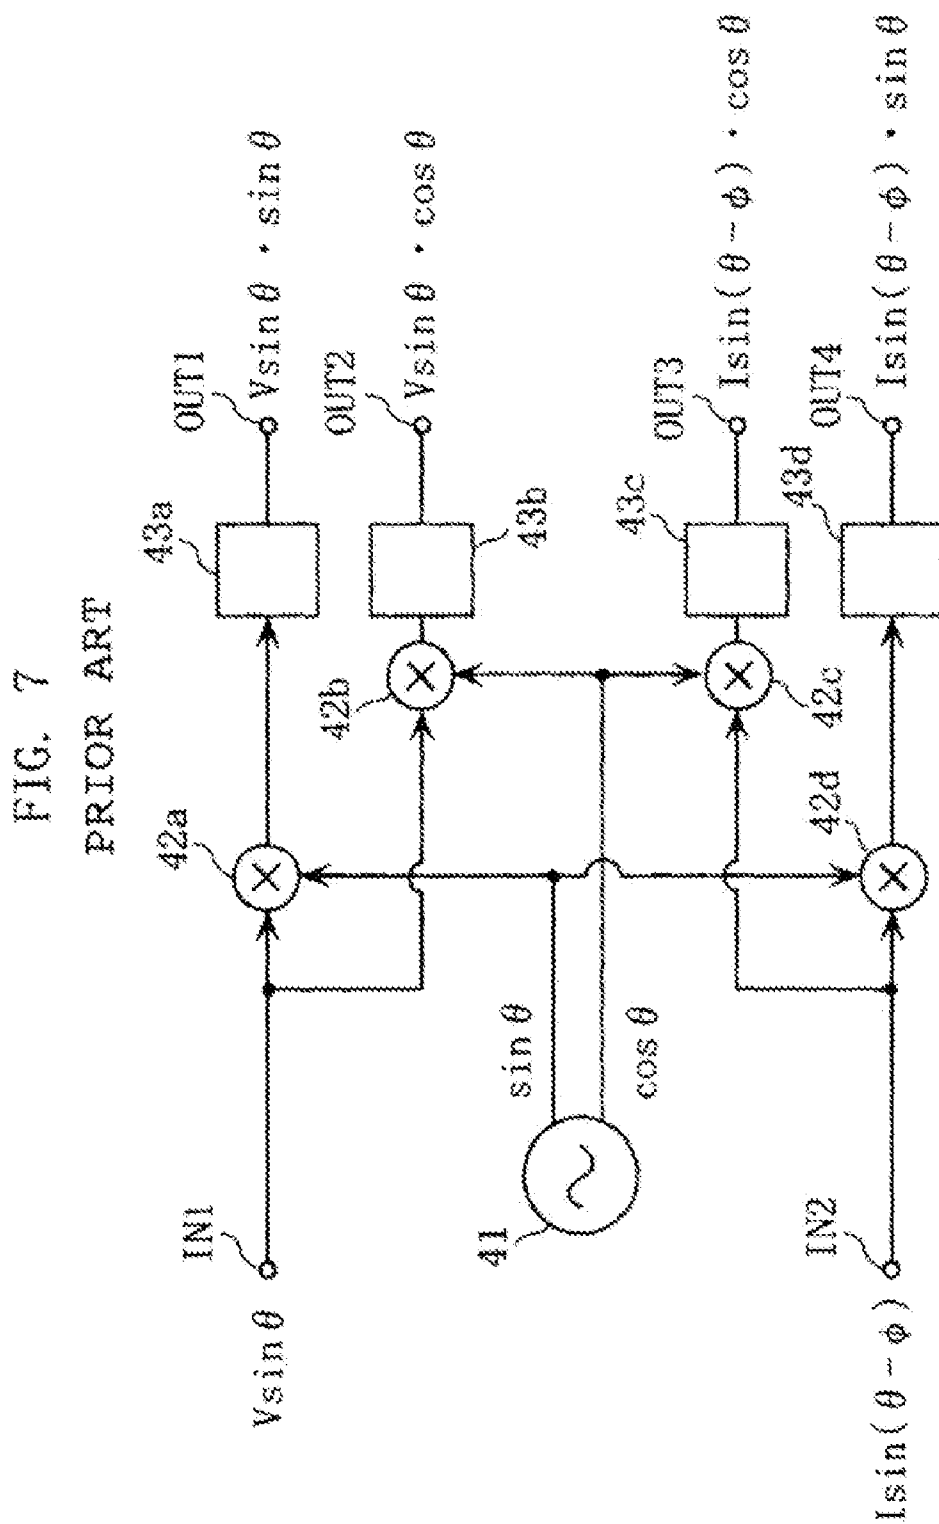 FIG. 7
PRIOR ART
42a
43a
OUT1
Vsinθ・sinθ
IN1
Vsinθ
42b
43b
OUT2
Vsinθ・cosθ
sinθ
cosθ
41
42c
43c
OUT3
Isin(θ-ϕ)・cosθ
42d
43d
OUT4
Isin(θ-ϕ)・sinθ
IN2
Isin(θ-ϕ)